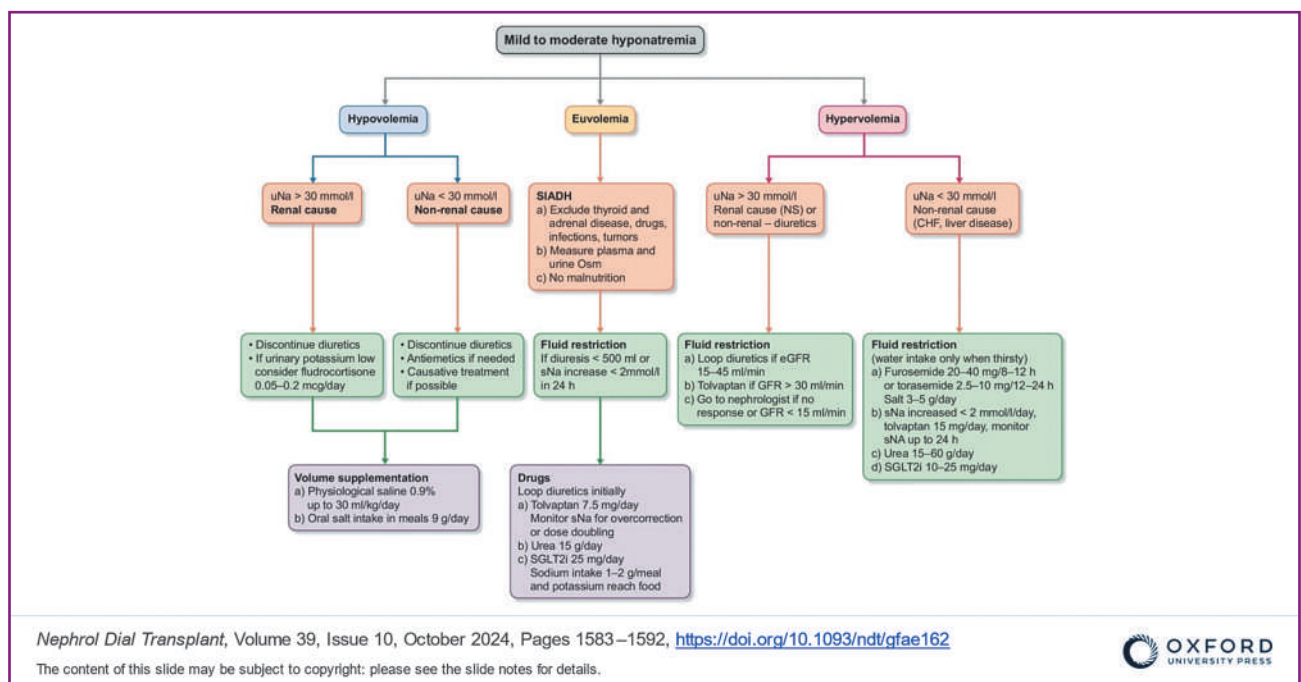 Mild to moderate hyponatremia
Hypovolemia
Euvolemia
Hypervolemia
uNa > 30 mmol/l
Renal cause
uNa < 30 mmol/l
Non-renal cause
SIADH
a) Exclude thyroid and
adrenal disease, drugs,
infections, tumors
b) Measure plasma and
urine Osm
c) No malnutrition
uNa > 30 mmol/l
Renal cause (NS) or
non-renal – diuretics
uNa < 30 mmol/l
Non-renal cause
(CHF, liver disease)
• Discontinue diuretics
• If urinary potassium low
consider fludrocortisone
0.05–0.2 mcg/day
• Discontinue diuretics
• Antiemetics if needed
• Causative treatment
if possible
Fluid restriction
If diuresis < 500 ml or
sNa increase < 2mmol/l
in 24 h
Fluid restriction
a) Loop diuretics if eGFR
15–45 ml/min
b) Tolvaptan if GFR > 30 ml/min
c) Go to nephrologist if no
response or GFR < 15 ml/min
Fluid restriction
(water intake only when thirsty)
a) Furosemide 20–40 mg/8–12 h
or torasemide 2.5–10 mg/12–24 h
Salt 3–5 g/day
b) sNa increased < 2 mmol/l/day,
tolvaptan 15 mg/day, monitor
sNA up to 24 h
c) Urea 15–60 g/day
d) SGLT2i 10–25 mg/day
Volume supplementation
a) Physiological saline 0.9%
up to 30 ml/kg/day
b) Oral salt intake in meals 9 g/day
Drugs
Loop diuretics initially
a) Tolvaptan 7.5 mg/day
Monitor sNa for overcorrection
or dose doubling
b) Urea 15 g/day
c) SGLT2i 25 mg/day
Sodium intake 1–2 g/meal
and potassium reach food
Nephrol Dial Transplant, Volume 39, Issue 10, October 2024, Pages 1583–1592, https://doi.org/10.1093/ndt/gfae162
The content of this slide may be subject to copyright: please see the slide notes for details.
OXFORD
UNIVERSITY PRESS